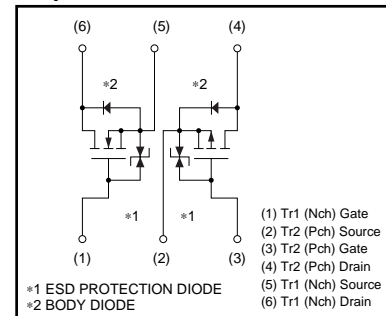 (6) (5) (4)
∗2 ∗2
∗1 ∗1
(1) (2) (3)
(1) Tr1 (Nch) Gate
(2) Tr2 (Pch) Source
(3) Tr2 (Pch) Gate
(4) Tr2 (Pch) Drain
(5) Tr1 (Nch) Source
(6) Tr1 (Nch) Drain
∗1 ESD PROTECTION DIODE
∗2 BODY DIODE